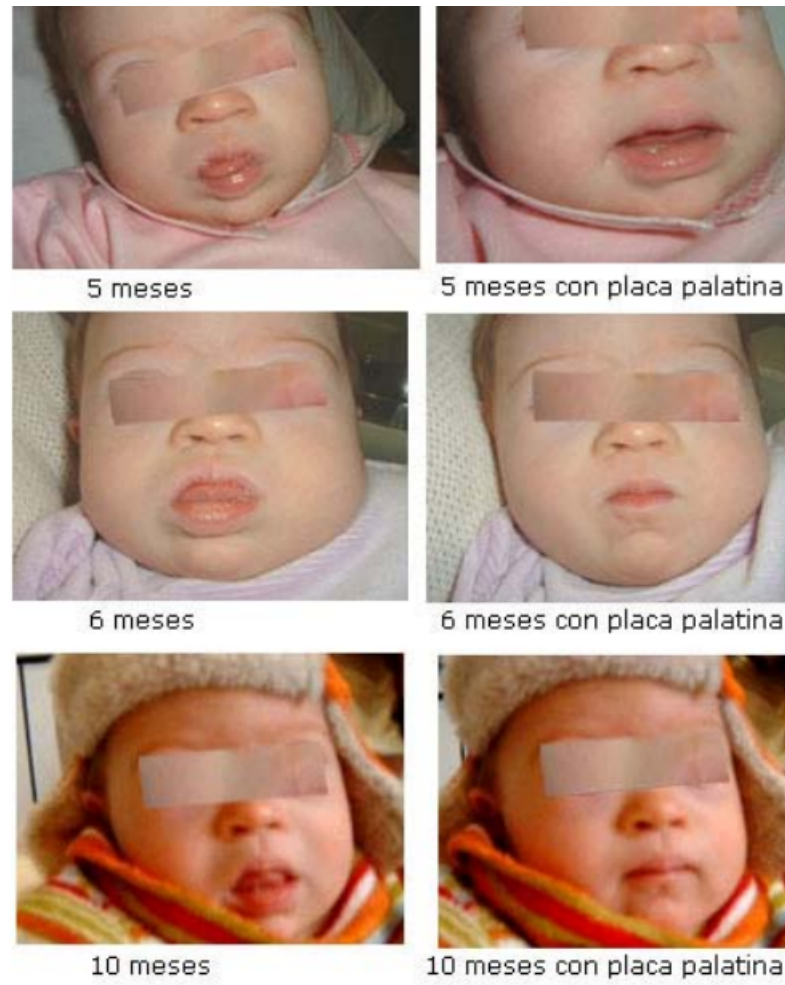 5 meses
5 meses con placa palatina
6 meses
6 meses con placa palatina
10 meses
10 meses con placa palatina